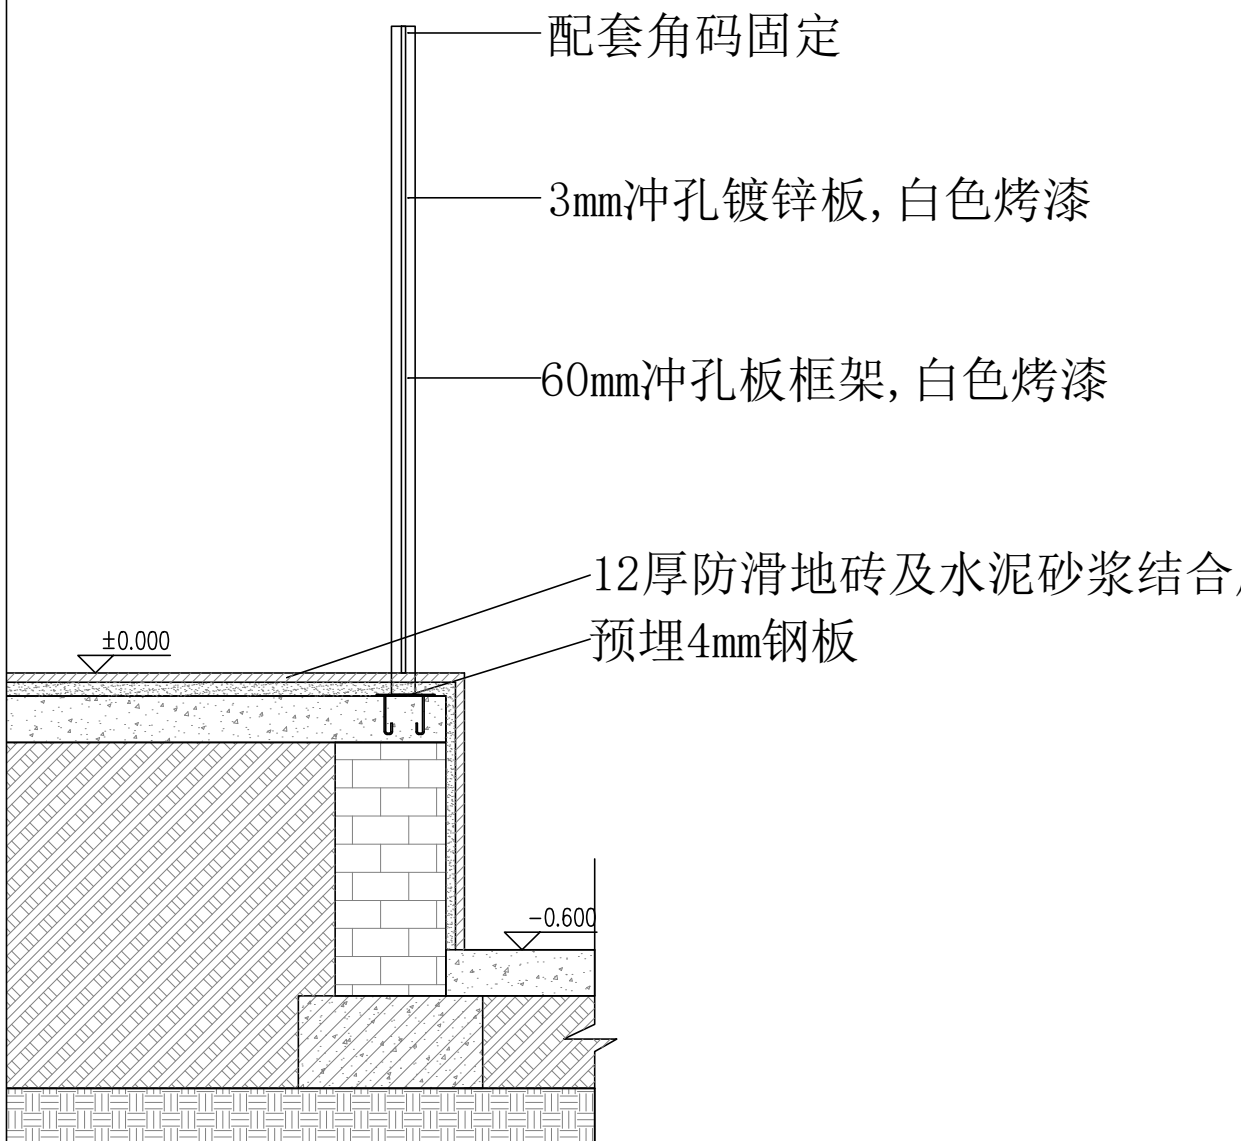 配套角码固定
3mm冲孔镀锌板,白色烤漆
60mm冲孔板框架,白色烤漆
12厚防滑地砖及水泥砂浆结合
预埋4mm钢板
±0.000
-0.600